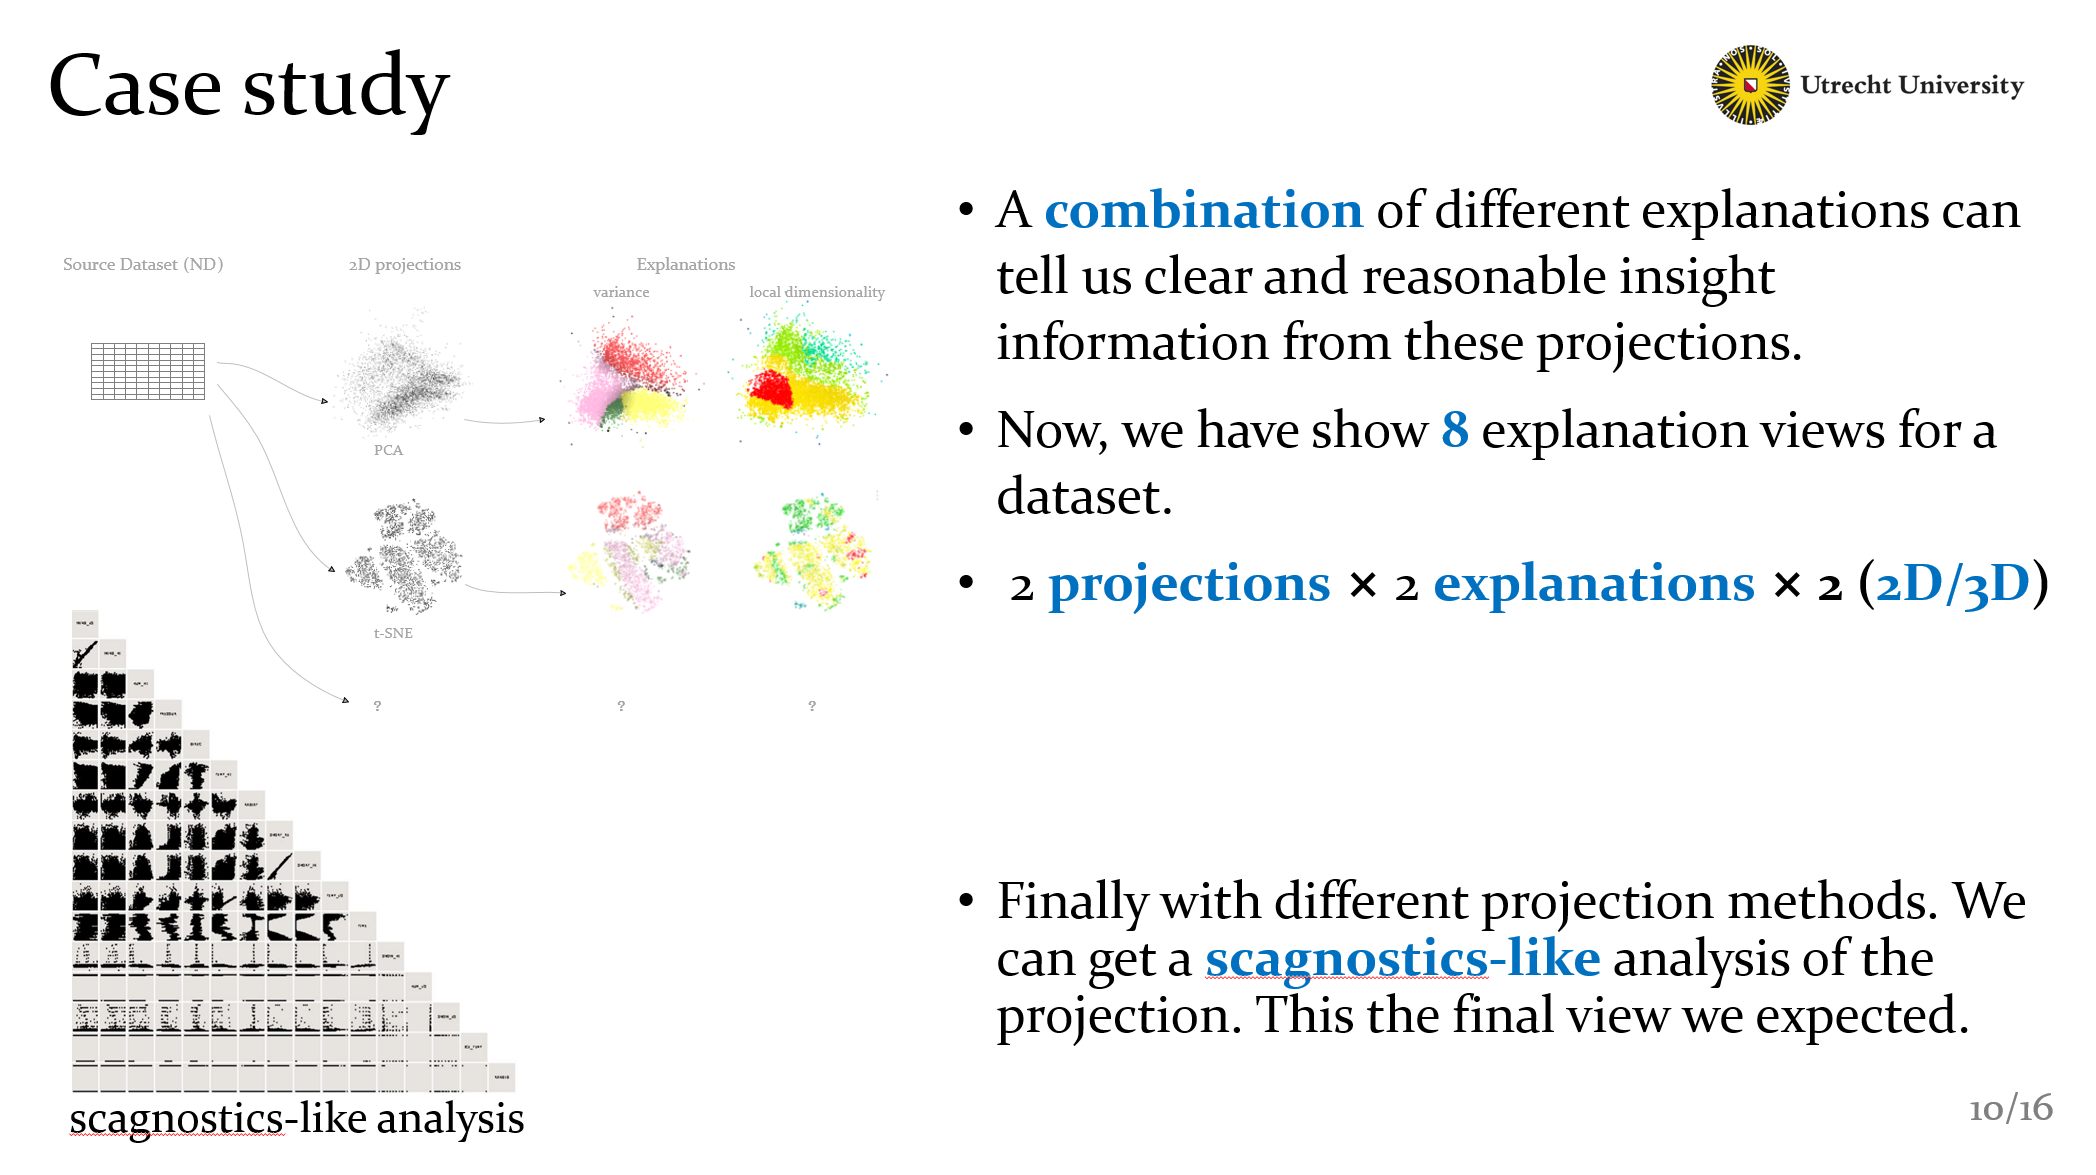 Case study
Utrecht University
Source Dataset (ND)
2D projections
Explanations
variance
local dimensionality
PCA
t-SNE
?
?
?
scagnostics-like analysis
• A combination of different explanations can
tell us clear and reasonable insight
information from these projections.
• Now, we have show 8 explanation views for a
dataset.
• 2 projections × 2 explanations × 2 (2D/3D)
• Finally with different projection methods. We
can get a scagnostics-like analysis of the
projection. This the final view we expected.
10/16